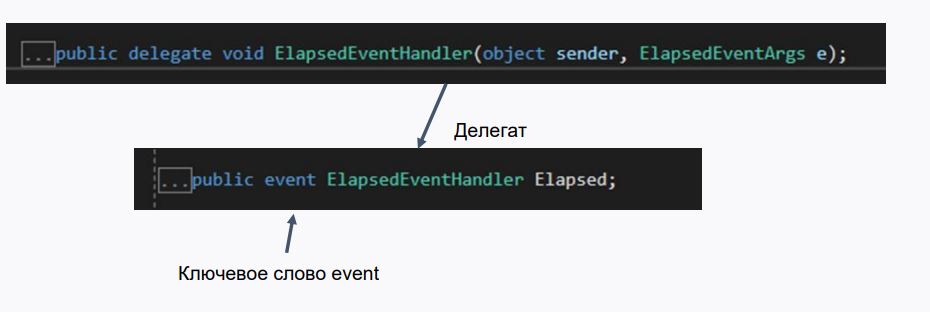 ...public delegate void ElapsedEventHandler(object sender, ElapsedEventArgs e);
Делегат
...public event ElapsedEventHandler Elapsed;
Ключевое слово event